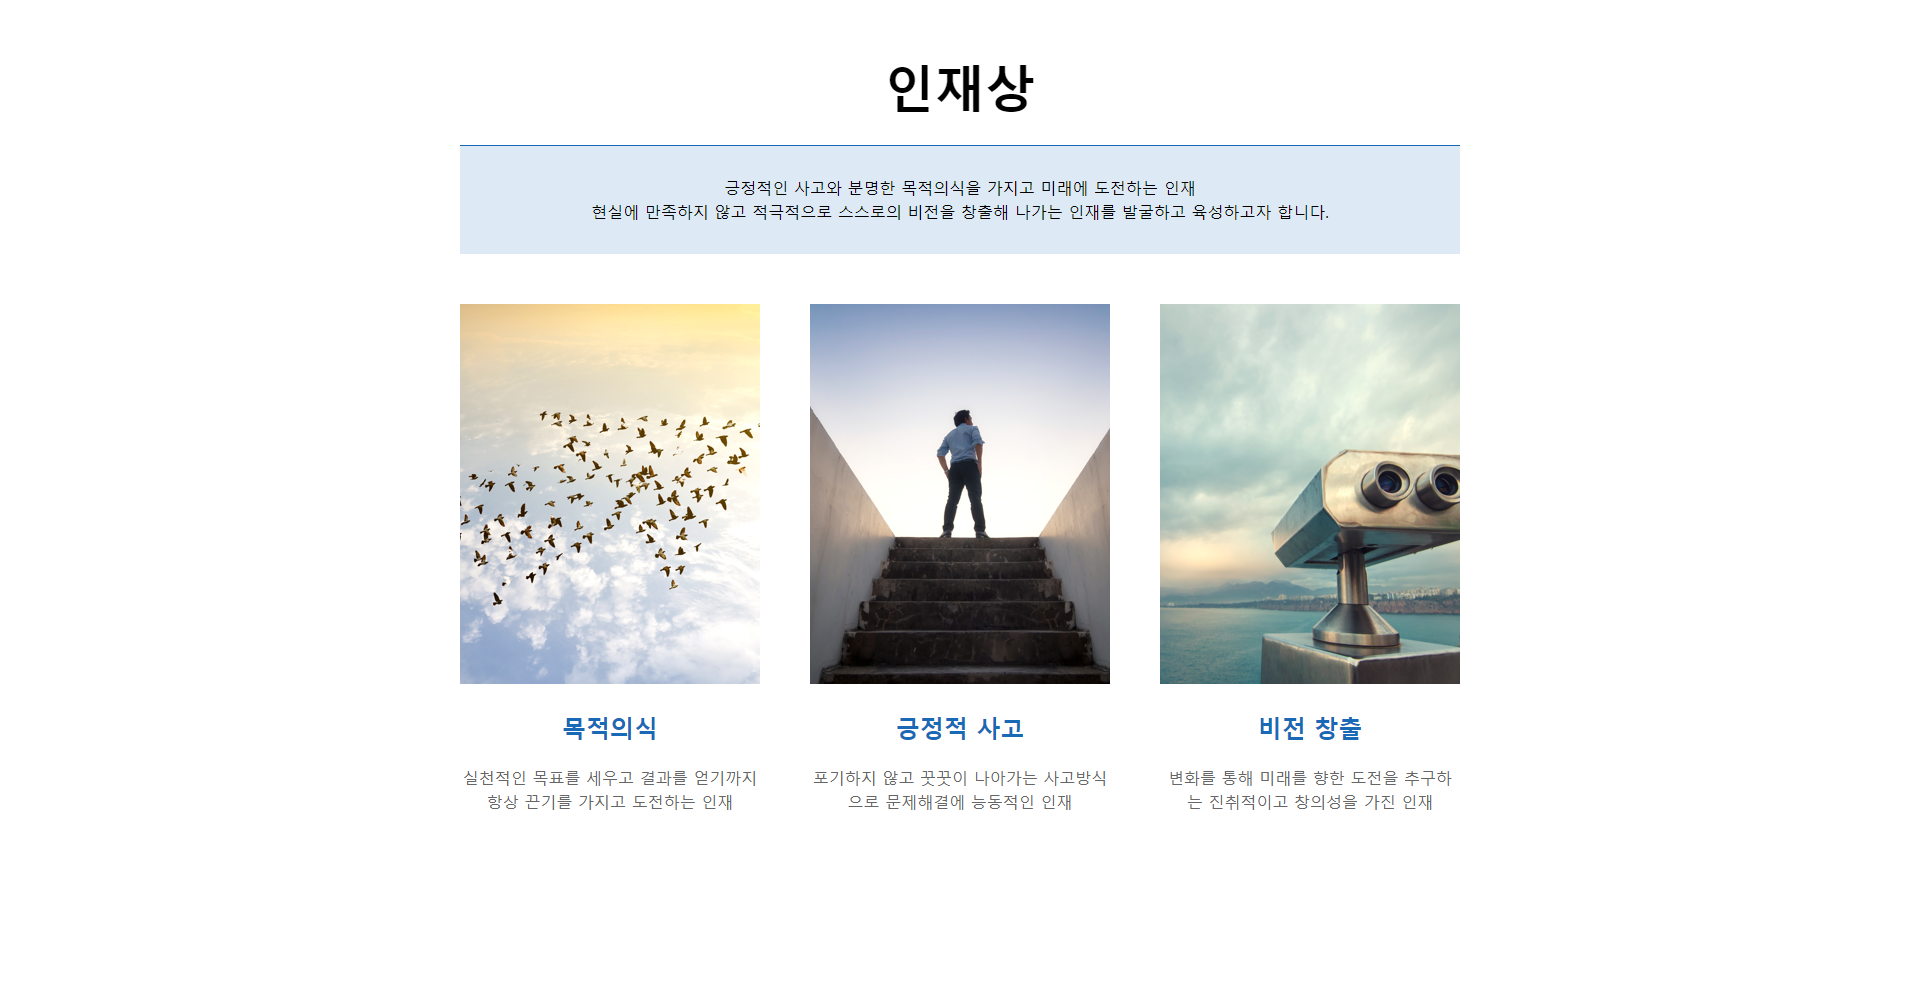 인재상
긍정적인 사고와 분명한 목적의식을 가지고 미래에 도전하는 인재
현실에 만족하지 않고 적극적으로 스스로의 비전을 창출해 나가는 인재를 발굴하고 육성하고자 합니다.
목적의식
실천적인 목표를 세우고 결과를 얻기까지
항상 끈기를 가지고 도전하는 인재
긍정적 사고
포기하지 않고 꿋꿋이 나아가는 사고방식
으로 문제해결에 능동적인 인재
비전 창출
변화를 통해 미래를 향한 도전을 추구하
는 진취적이고 창의성을 가진 인재